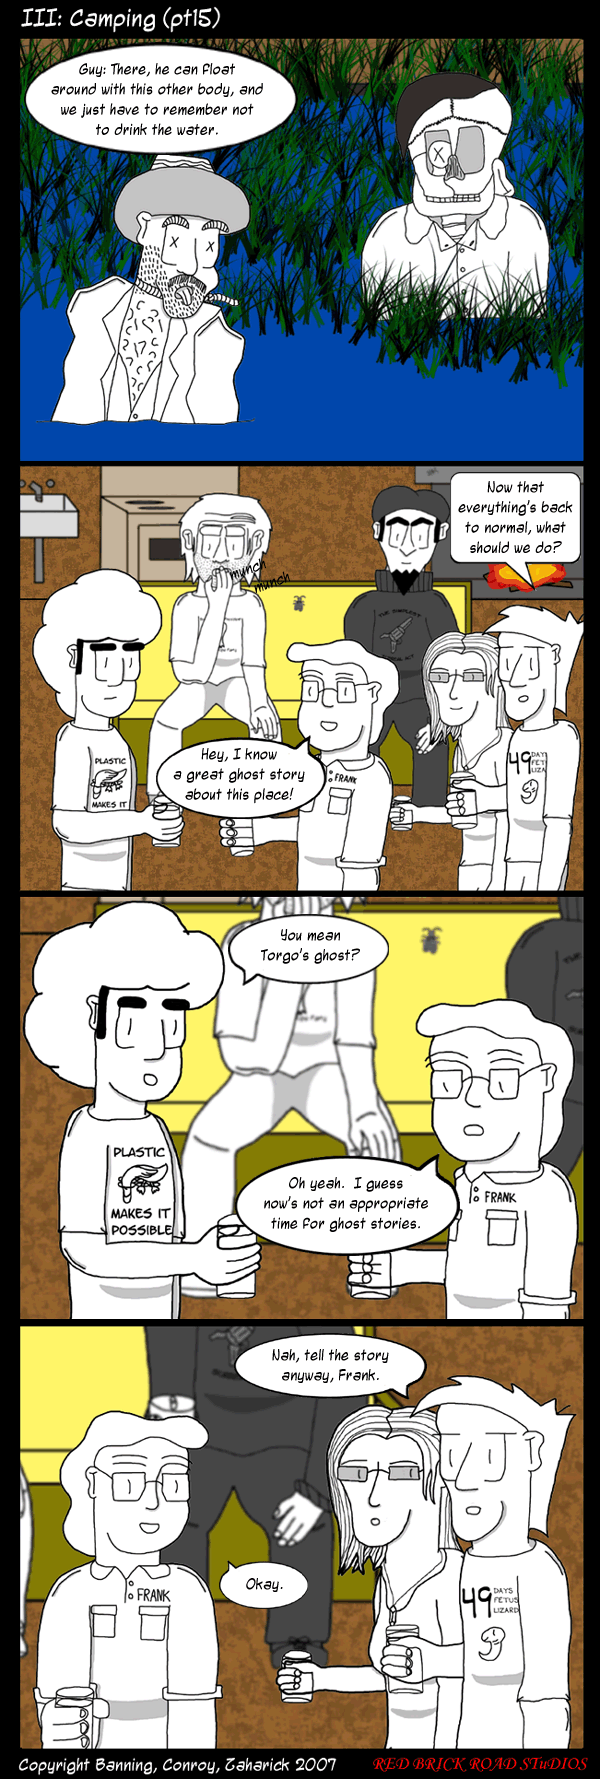 III: Camping (pt15)
Guy: There, he can float
around with this other body, and
we just have to remember not
to drink the water.
Now that
everything's back
to normal, what
should we do?
munch
munch
Hey, I know
a great ghost story
about this place!
PLASTIC
MAKES IT
FRANK
49 DAYS
FET
LIZA
You mean
Torgo's ghost?
Oh yeah. I guess
now's not an appropriate
time for ghost stories.
PLASTIC
MAKES IT
POSSIBLE
FRANK
Nah, tell the story
anyway, Frank.
Okay.
FRANK
49 DAYS
FETUS
LIZARD
Copyright Banning, Conroy, Zaharick 2007
RED BRICK ROAD STuDIOS